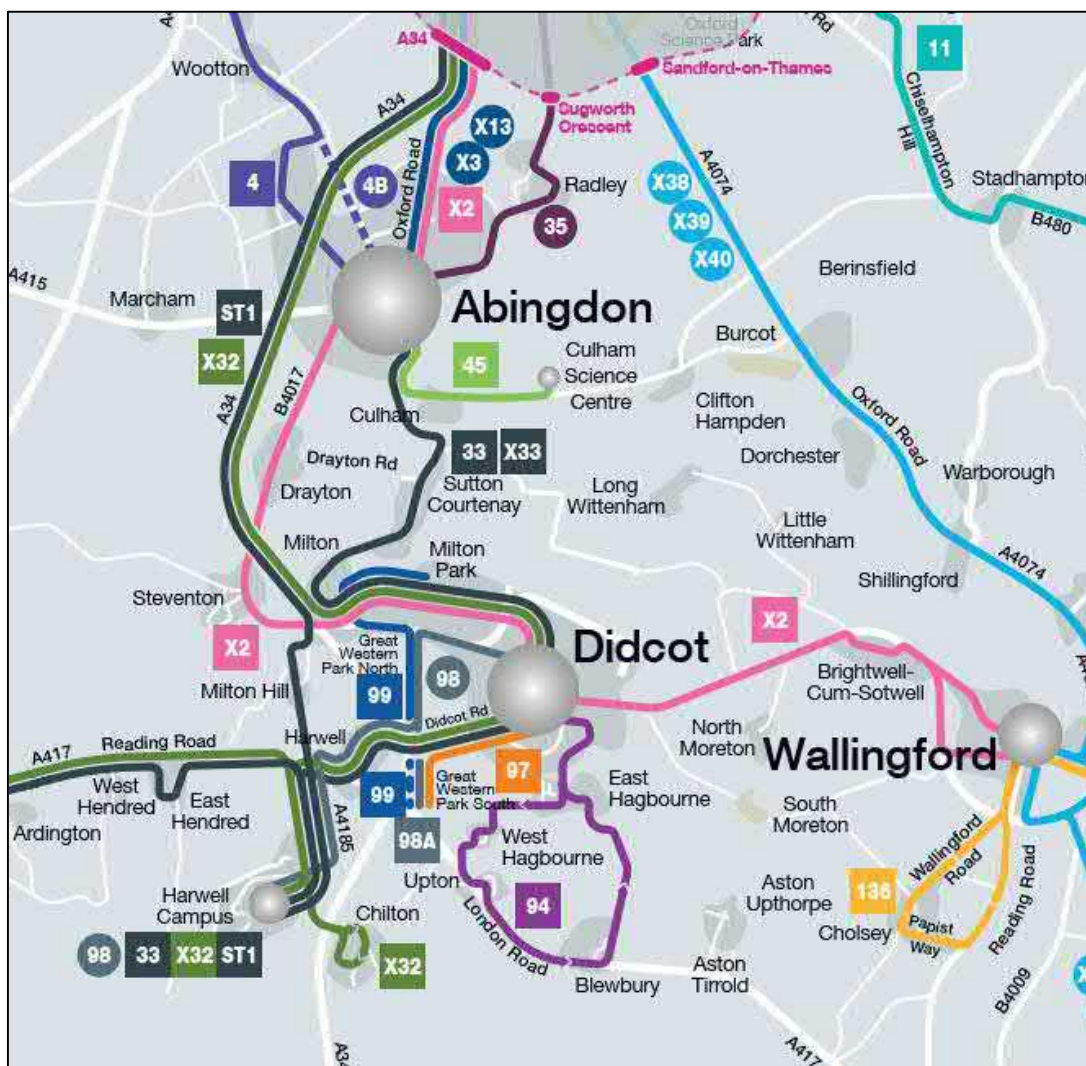 Oxford
Science Park
Rd
A34
Sandford-on-Thames
11
Wootton
Sugworth
Crescent
A34
X13
Chiselhampton
Hill
A4074
X3
4
4B
Oxford Road
Radley
X38
Stadhampton
X2
35
X39
B480
X40
A415
Berinsfield
Marcham
ST1
Abingdon
Burcot
X32
45
Culham
Science
Centre
B4017
A34
Culham
Clifton
Hampden
Oxford Road
Drayton Rd
33
X33
Dorchester
Warborough
Drayton
Sutton
Courtenay
Long
Wittenham
Little
Wittenham
Milton
Milton
Park
A4074
Shillingford
Steventon
X2
X2
Didcot
Great
Western
Park North
98
Milton Hill
99
Brightwell-
Cum-Sotwell
Didcot Rd
Harwell
North
Moreton
Wallingford
A417
Reading Road
97
99
Great
Western
Park South
East
Hagbourne
West
Hendred
East
Hendred
South
Moreton
Ardington
A4185
98A
West
Hagbourne
Wallingford
Road
Reading Road
Upton
Harwell
Campus
94
Aston
Upthorpe
136
Chilton
London Road
Cholsey
Papist
Way
98
33
X32
ST1
X32
Blewbury
Aston
Tirrold
B4009
A417